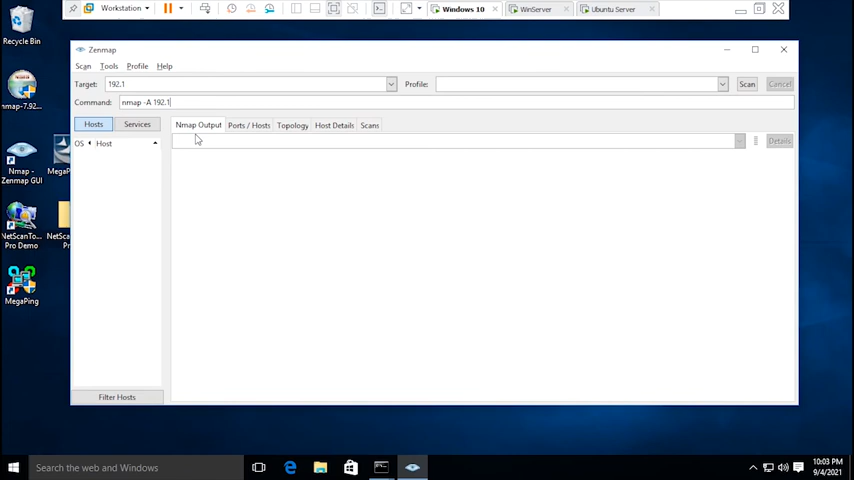 Workstation
Windows 10
WinServer
Ubuntu Server
Recycle Bin
nmap-7.92...
Nmap -
Zenmap GUI
MegaP
NetScanTo...
Pro Demo
NetSca
Pr
MegaPing
Zenmap
Scan Tools Profile Help
Target: 192.1 Profile: Scan Cancel
Command: nmap -A 192.1
Hosts Services Nmap Output Ports / Hosts Topology Host Details Scans
OS Host Details
Filter Hosts
Search the web and Windows
10:03 PM
9/4/2021